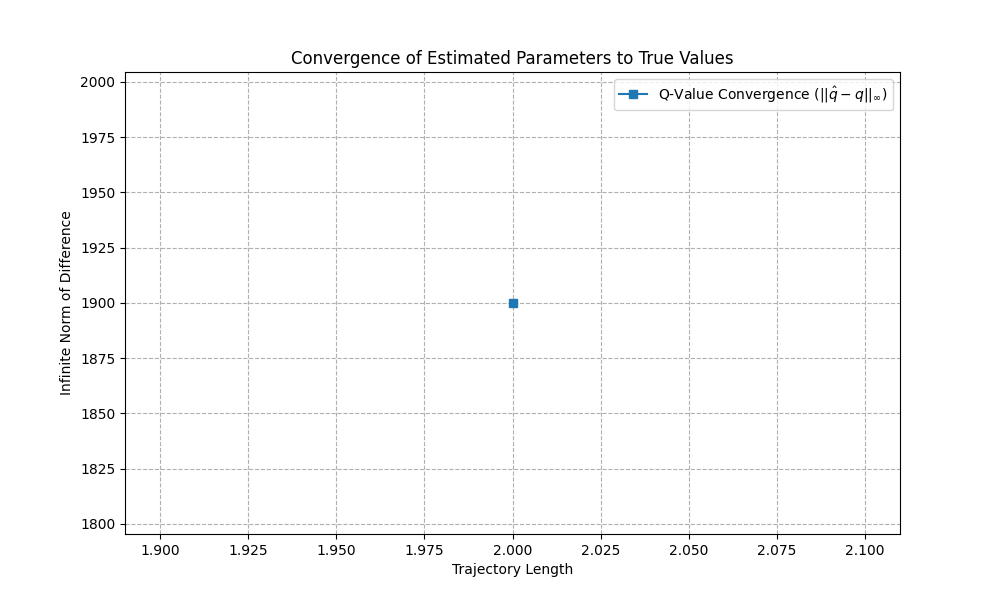 Convergence of Estimated Parameters to True Values
Q-Value Convergence ($||\hat{q} - q||_\infty$)
2000
1975
1950
1925
1900
1875
1850
1825
1800
Infinite Norm of Difference
1.900 1.925 1.950 1.975 2.000 2.025 2.050 2.075 2.100
Trajectory Length